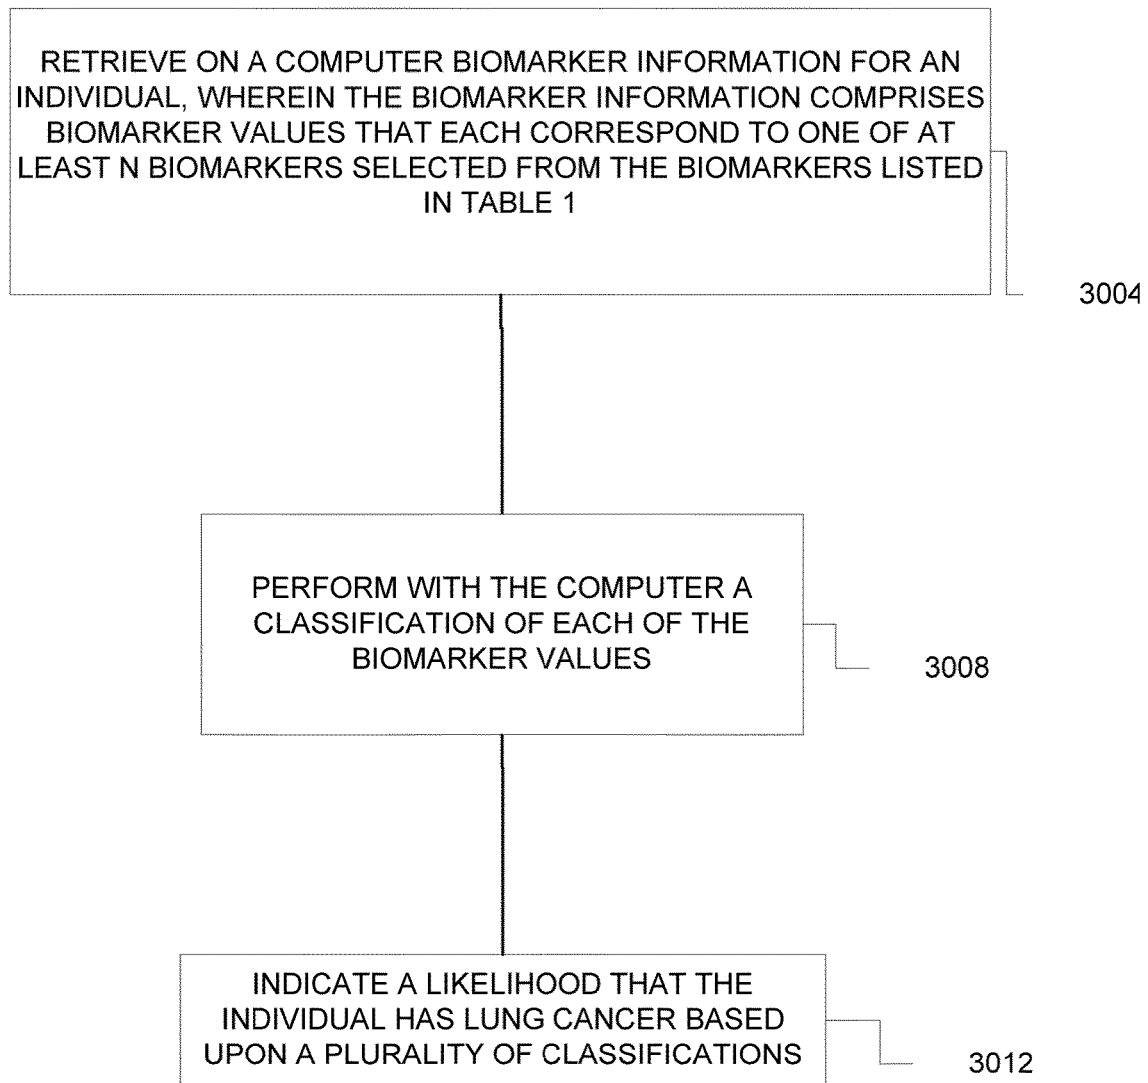 RETRIEVE ON A COMPUTER BIOMARKER INFORMATION FOR AN
INDIVIDUAL, WHEREIN THE BIOMARKER INFORMATION COMPRISES
BIOMARKER VALUES THAT EACH CORRESPOND TO ONE OF AT
LEAST N BIOMARKERS SELECTED FROM THE BIOMARKERS LISTED
IN TABLE 1
3004
PERFORM WITH THE COMPUTER A
CLASSIFICATION OF EACH OF THE
BIOMARKER VALUES
3008
INDICATE A LIKELIHOOD THAT THE
INDIVIDUAL HAS LUNG CANCER BASED
UPON A PLURALITY OF CLASSIFICATIONS
3012